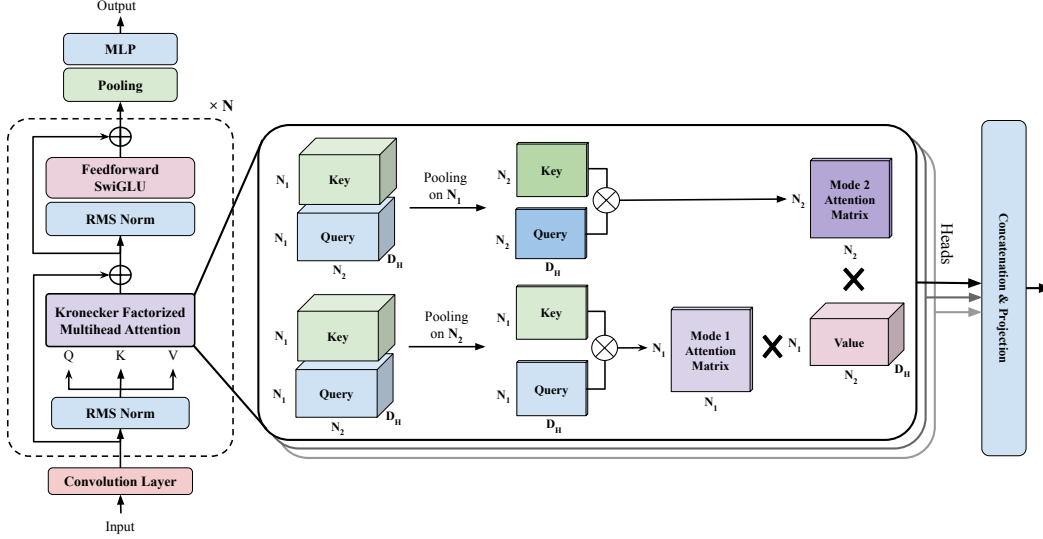 Output
MLP
Pooling
× N
Feedforward
SwiGLU
RMS Norm
Kronecker Factorized
Multihead Attention
Q K V
RMS Norm
Convolution Layer
Input
N1
Key
N1
Query
N2
DH
Pooling
on N1
N2
Key
N2
Query
DH
N2
Mode 2
Attention
Matrix
N2
N1
Key
N1
Query
N2
DH
Pooling
on N2
N1
Key
N1
Query
DH
N1
Mode 1
Attention
Matrix
N1
N1
Value
N2
DH
Heads
Concatenation & Projection